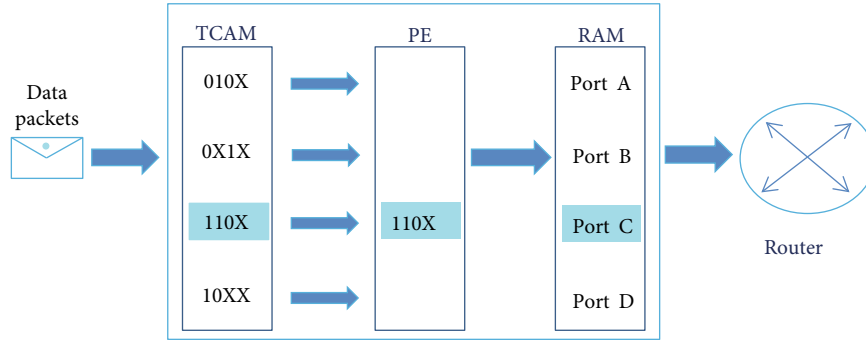 TCAM
PE
RAM
Data
packets
010X
Port A
0X1X
Port B
110X
110X
Port C
10XX
Port D
Router